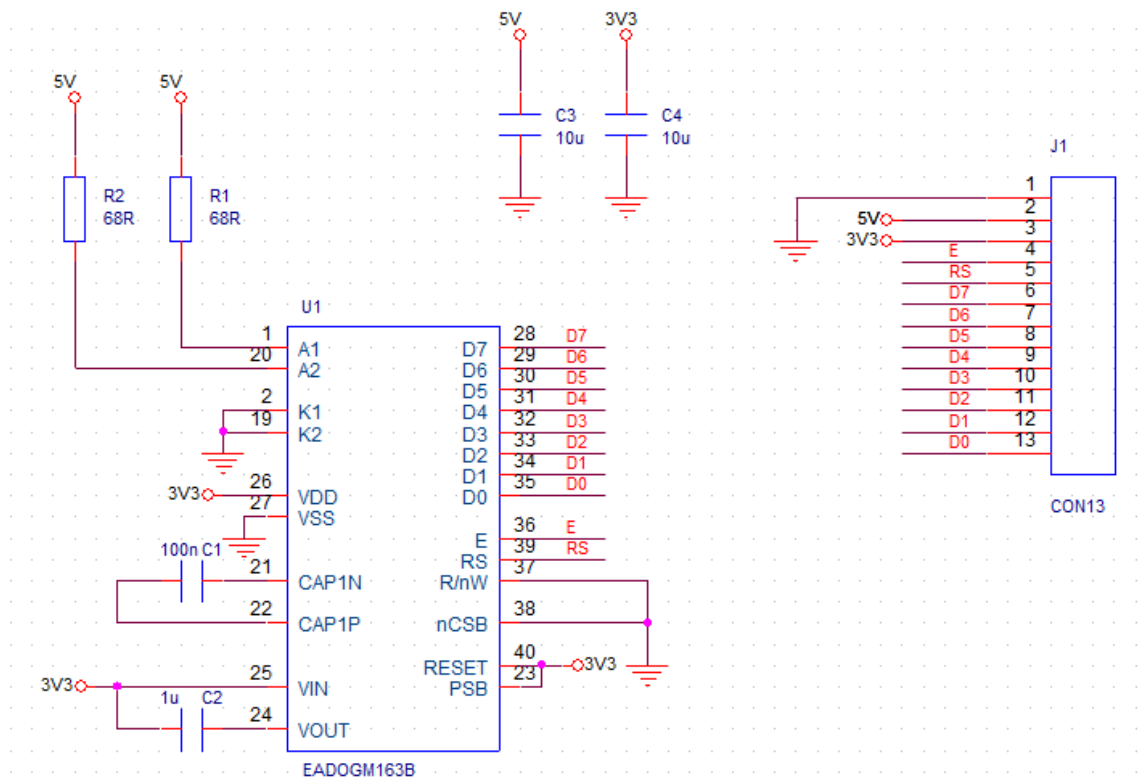 5V
3V3
C3
10u
C4
10u
5V
5V
R2
68R
R1
68R
J1
1
2
5V
3
3V3
E
4
RS
5
D7
6
D6
7
D5
8
D4
9
D3
10
D2
11
D1
12
D0
13
CON13
U1
1
A1
20
A2
2
K1
19
K2
3V3
26
VDD
27
VSS
100n C1
21
CAP1N
22
CAP1P
3V3
25
VIN
1u C2
24
VOUT
D7
28
D7
D6
29
D6
D5
30
D5
D4
31
D4
D3
32
D3
D2
33
D2
D1
34
D1
D0
35
D0
E
36
E
RS
39
RS
R/nW
37
nCSB
38
RESET
40
3V3
PSB
23
EADOGM163B